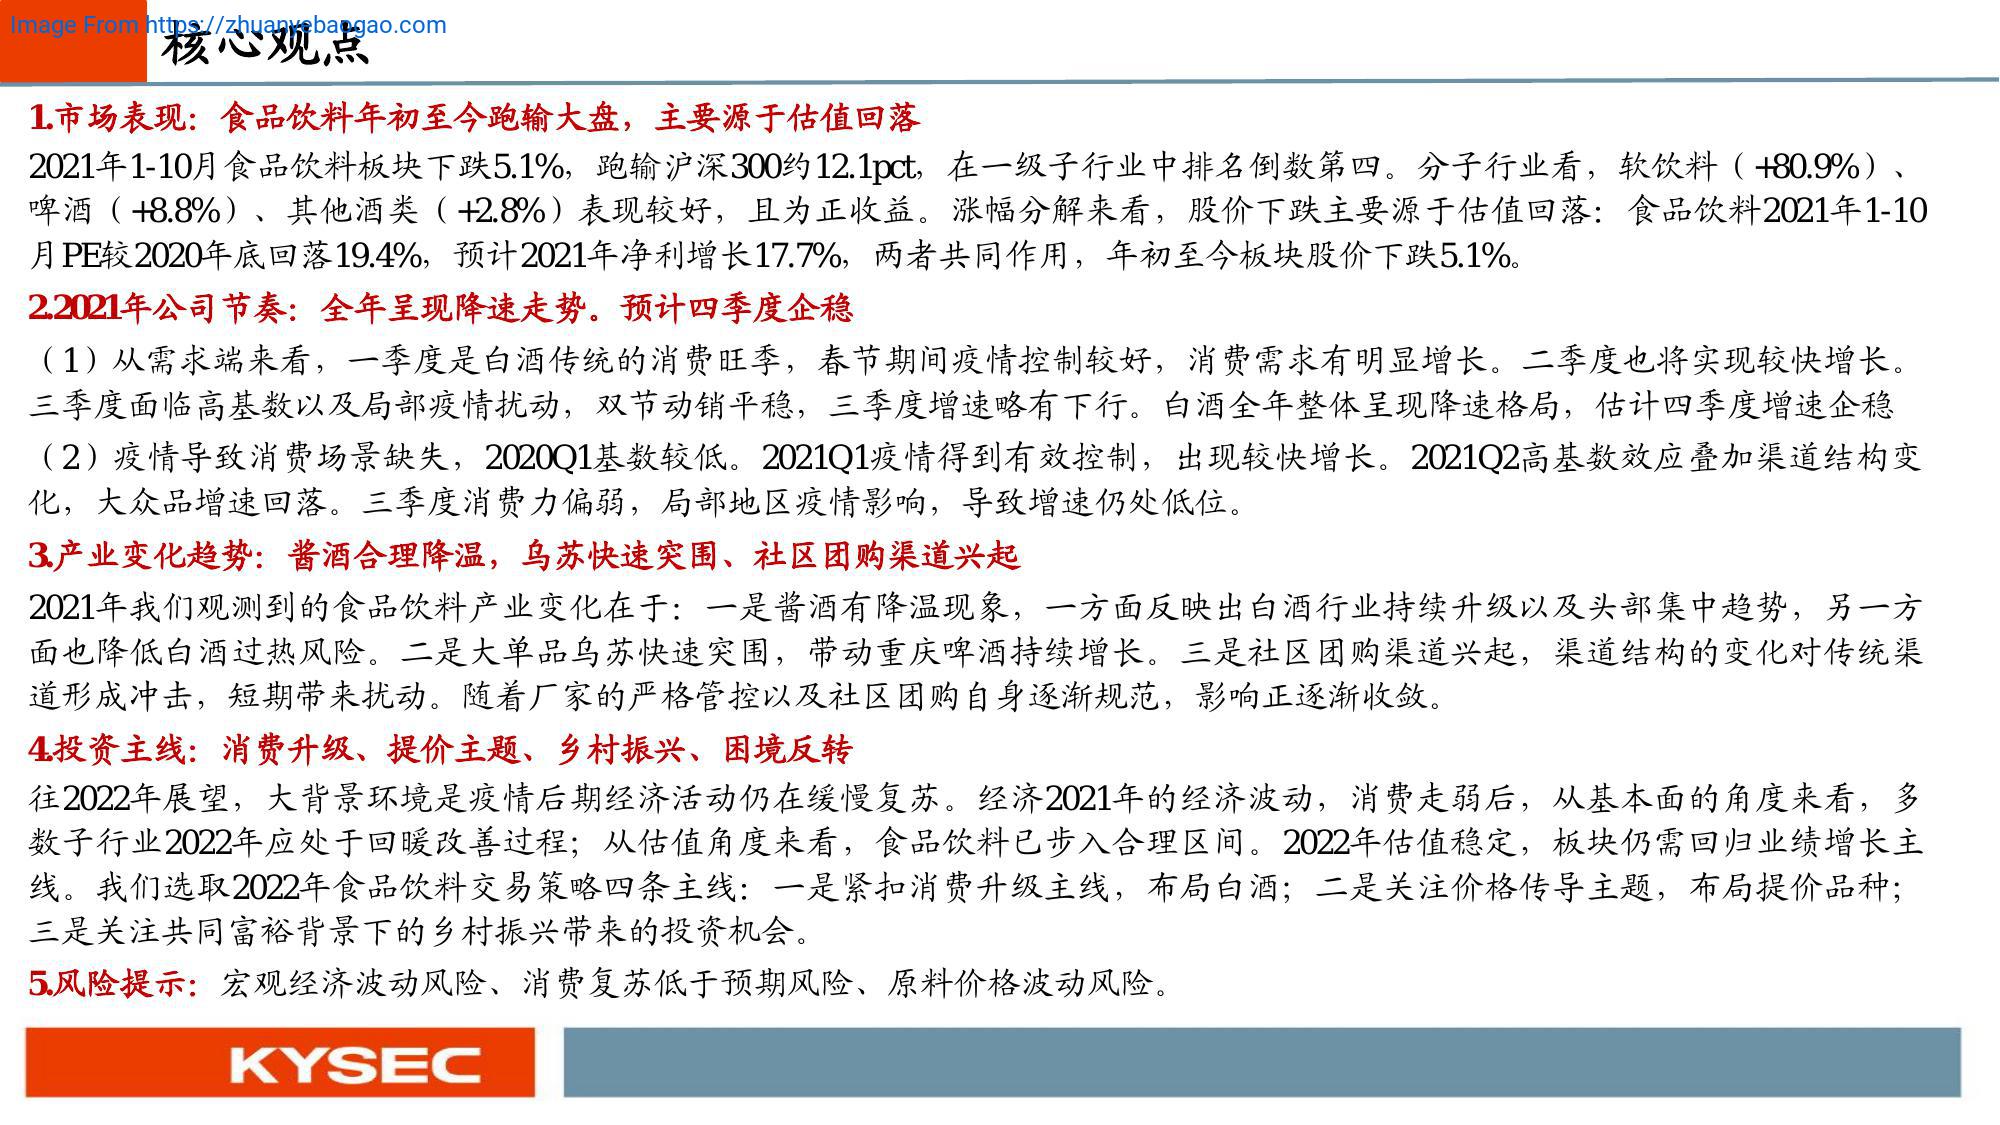 Image From https://zhuanyebaogao.com
核心观点
1.市场表现：食品饮料年初至今跑输大盘，主要源于估值回落
2021年1-10月食品饮料板块下跌5.1%，跑输沪深300约12.1pct，在一级子行业中排名倒数第四。分子行业看，软饮料（+80.9%）、
啤酒（+8.8%）、其他酒类（+2.8%）表现较好，且为正收益。涨幅分解来看，股价下跌主要源于估值回落：食品饮料2021年1-10
月PE较2020年底回落19.4%，预计2021年净利增长17.7%，两者共同作用，年初至今板块股价下跌5.1%。
2.2021年公司节奏：全年呈现降速走势。预计四季度企稳
（1）从需求端来看，一季度是白酒传统的消费旺季，春节期间疫情控制较好，消费需求有明显增长。二季度也将实现较快增长。
三季度面临高基数以及局部疫情扰动，双节动销平稳，三季度增速略有下行。白酒全年整体呈现降速格局，估计四季度增速企稳
（2）疫情导致消费场景缺失，2020Q1基数较低。2021Q1疫情得到有效控制，出现较快增长。2021Q2高基数效应叠加渠道结构变
化，大众品增速回落。三季度消费力偏弱，局部地区疫情影响，导致增速仍处低位。
3.产业变化趋势：酱酒合理降温，乌苏快速突围、社区团购渠道兴起
2021年我们观测到的食品饮料产业变化在于：一是酱酒有降温现象，一方面反映出白酒行业持续升级以及头部集中趋势，另一方
面也降低白酒过热风险。二是大单品乌苏快速突围，带动重庆啤酒持续增长。三是社区团购渠道兴起，渠道结构的变化对传统渠
道形成冲击，短期带来扰动。随着厂家的严格管控以及社区团购自身逐渐规范，影响正逐渐收敛。
4.投资主线：消费升级、提价主题、乡村振兴、困境反转
往2022年展望，大背景环境是疫情后期经济活动仍在缓慢复苏。经济2021年的经济波动，消费走弱后，从基本面的角度来看，多
数子行业2022年应处于回暖改善过程；从估值角度来看，食品饮料已步入合理区间。2022年估值稳定，板块仍需回归业绩增长主
线。我们选取2022年食品饮料交易策略四条主线：一是紧扣消费升级主线，布局白酒；二是关注价格传导主题，布局提价品种；
三是关注共同富裕背景下的乡村振兴带来的投资机会。
5.风险提示：宏观经济波动风险、消费复苏低于预期风险、原料价格波动风险。
KYSEC